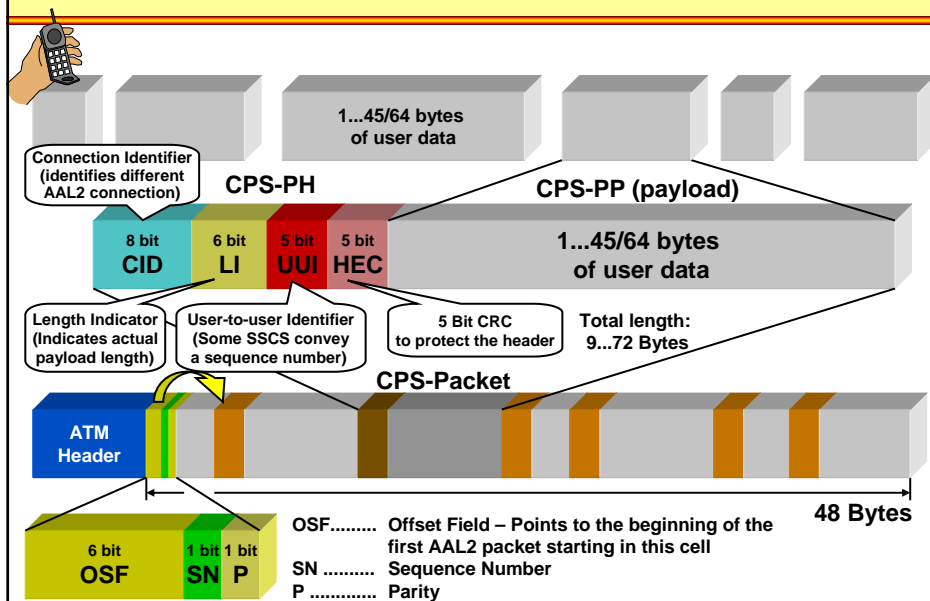 1...45/64 bytes
of user data
Connection Identifier
(identifies different
AAL2 connection)
CPS-PH
CPS-PP (payload)
8 bit
CID
6 bit
LI
5 bit
UUI
5 bit
HEC
1...45/64 bytes
of user data
Length Indicator
(Indicates actual
payload length)
User-to-user Identifier
(Some SSCS convey
a sequence number)
5 Bit CRC
to protect the header
Total length:
9...72 Bytes
CPS-Packet
ATM
Header
48 Bytes
6 bit
OSF
1 bit
SN
1 bit
P
OSF......... Offset Field – Points to the beginning of the
first AAL2 packet starting in this cell
SN .......... Sequence Number
P ............. Parity